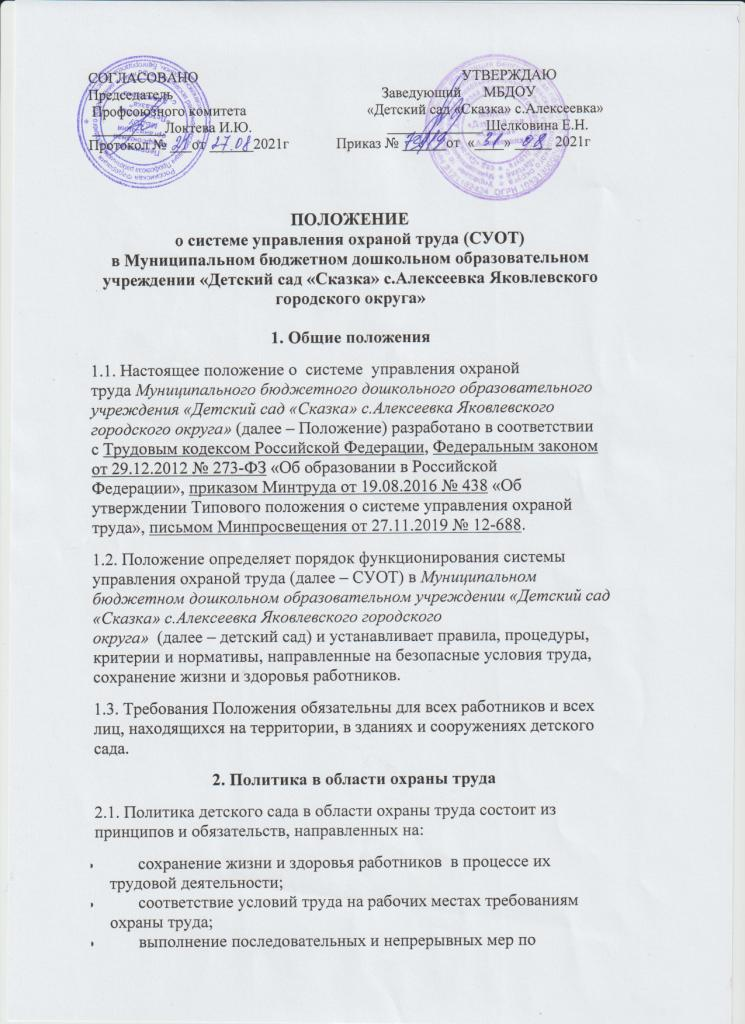 СОГЛАСОВАНО
Председатель
Профсоюзного комитета
Локтева И.Ю.
Протокол № от 27.08 2021г
УТВЕРЖДАЮ
Заведующий МБДОУ
«Детский сад «Сказка» с.Алексеевка»
Шелковина Е.Н.
Приказ № от « 31 » 08 2021г
ПОЛОЖЕНИЕ
о системе управления охраной труда (СУОТ)
в Муниципальном бюджетном дошкольном образовательном
учреждении «Детский сад «Сказка» с.Алексеевка Яковлевского
городского округа»
1. Общие положения
1.1. Настоящее положение о системе управления охраной
труда Муниципального бюджетного дошкольного образовательного
учреждения «Детский сад «Сказка» с.Алексеевка Яковлевского
городского округа» (далее – Положение) разработано в соответствии
с Трудовым кодексом Российской Федерации, Федеральным законом
от 29.12.2012 № 273-ФЗ «Об образовании в Российской
Федерации», приказом Минтруда от 19.08.2016 № 438 «Об
утверждении Типового положения о системе управления охраной
труда», письмом Минпросвещения от 27.11.2019 № 12-688.
1.2. Положение определяет порядок функционирования системы
управления охраной труда (далее – СУОТ) в Муниципальном
бюджетном дошкольном образовательном учреждении «Детский сад
«Сказка» с.Алексеевка Яковлевского городского
округа» (далее – детский сад) и устанавливает правила, процедуры,
критерии и нормативы, направленные на безопасные условия труда,
сохранение жизни и здоровья работников.
1.3. Требования Положения обязательны для всех работников и всех
лиц, находящихся на территории, в зданиях и сооружениях детского
сада.
2. Политика в области охраны труда
2.1. Политика детского сада в области охраны труда состоит из
принципов и обязательств, направленных на:
сохранение жизни и здоровья работников в процессе их
трудовой деятельности;
соответствие условий труда на рабочих местах требованиям
охраны труда;
выполнение последовательных и непрерывных мер по